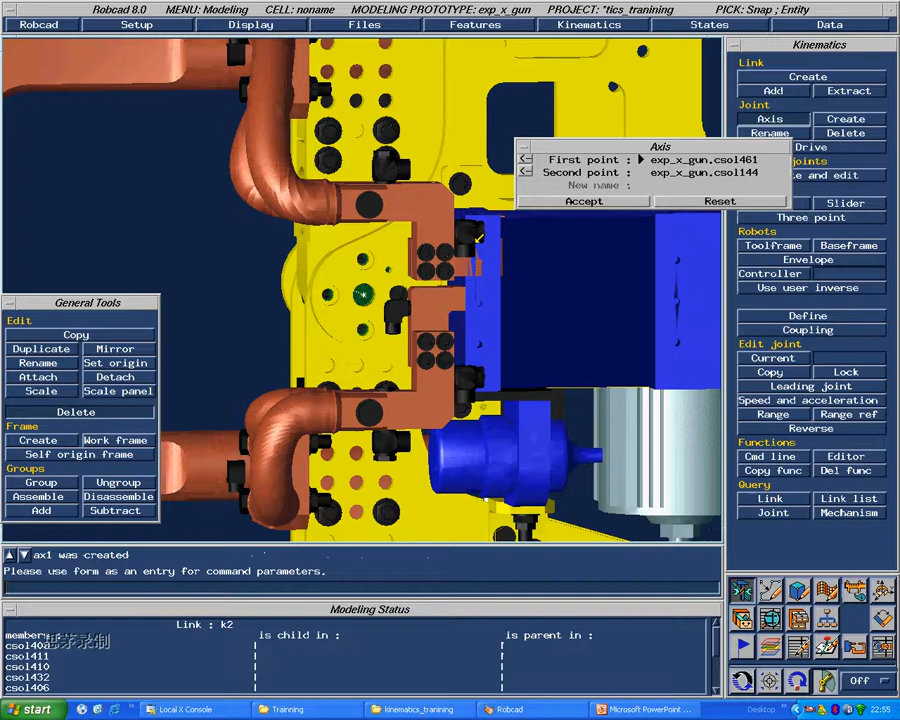 Robcad 8.0 MENU: Modeling CELL: noname MODELING PROTOTYPE: exp_x_gun PROJECT: *tics_tranining PICK: Snap ; Entity
Robcad Setup Display Files Features Kinematics States Data
Kinematics
Link
Create
Add Extract
Joint
Axis Create
Rename Delete
Drive
joints
e and edit
Slider
Three point
Robots
Toolframe Baseframe
Envelope
Controller
Use user inverse
Define
Coupling
Edit joint
Current
Copy Lock
Leading joint
Speed and acceleration
Range Range ref
Reverse
Functions
Cmd line Editor
Copy func Del func
Query
Link Link list
Joint Mechanism
Off
Axis
First point : exp_x_gun.csol461
Second point : exp_x_gun.csol144
New name :
Accept Reset
General Tools
Edit
Copy
Duplicate Mirror
Rename Set origin
Attach Detach
Scale Scale panel
Delete
Frame
Create Work frame
Self origin frame
Groups
Group Ungroup
Assemble Disassemble
Add Subtract
ax1 was created
Please use form as an entry for command parameters.
Modeling Status
Link : k2
members is child in : is parent in :
csol411
csol410
csol432
csol406
start Local X Console Trainning kinematics_tranining Robcad Microsoft PowerPoint ... Desktop 22:55